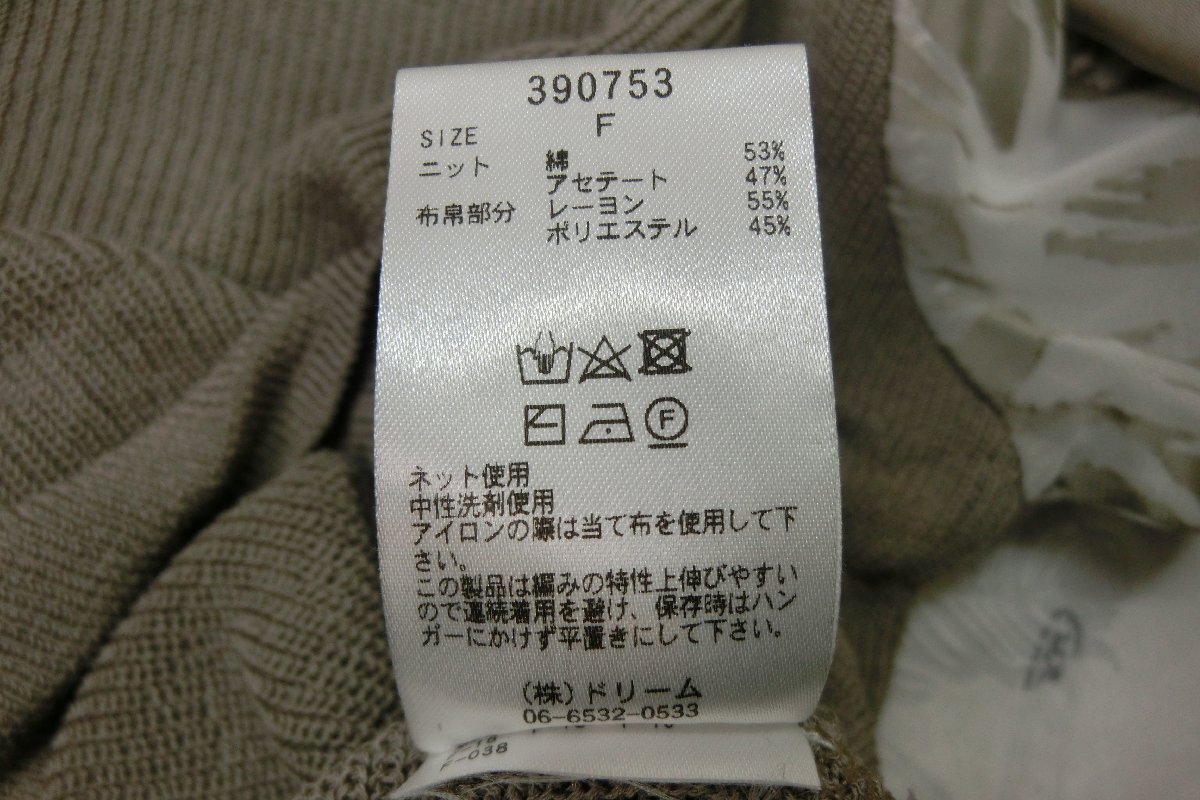 390753
SIZE F
ニット 綿 53%
アセテート 47%
布帛部分 レーヨン 55%
ポリエステル 45%
F
ネット使用
中性洗剤使用
アイロンの際は当て布を使用して下
さい。
この製品は編みの特性上伸びやすい
ので連続着用を避け、保存時はハン
ガーにかけず平置きにして下さい。
(株)ドリーム
06-6532-0533